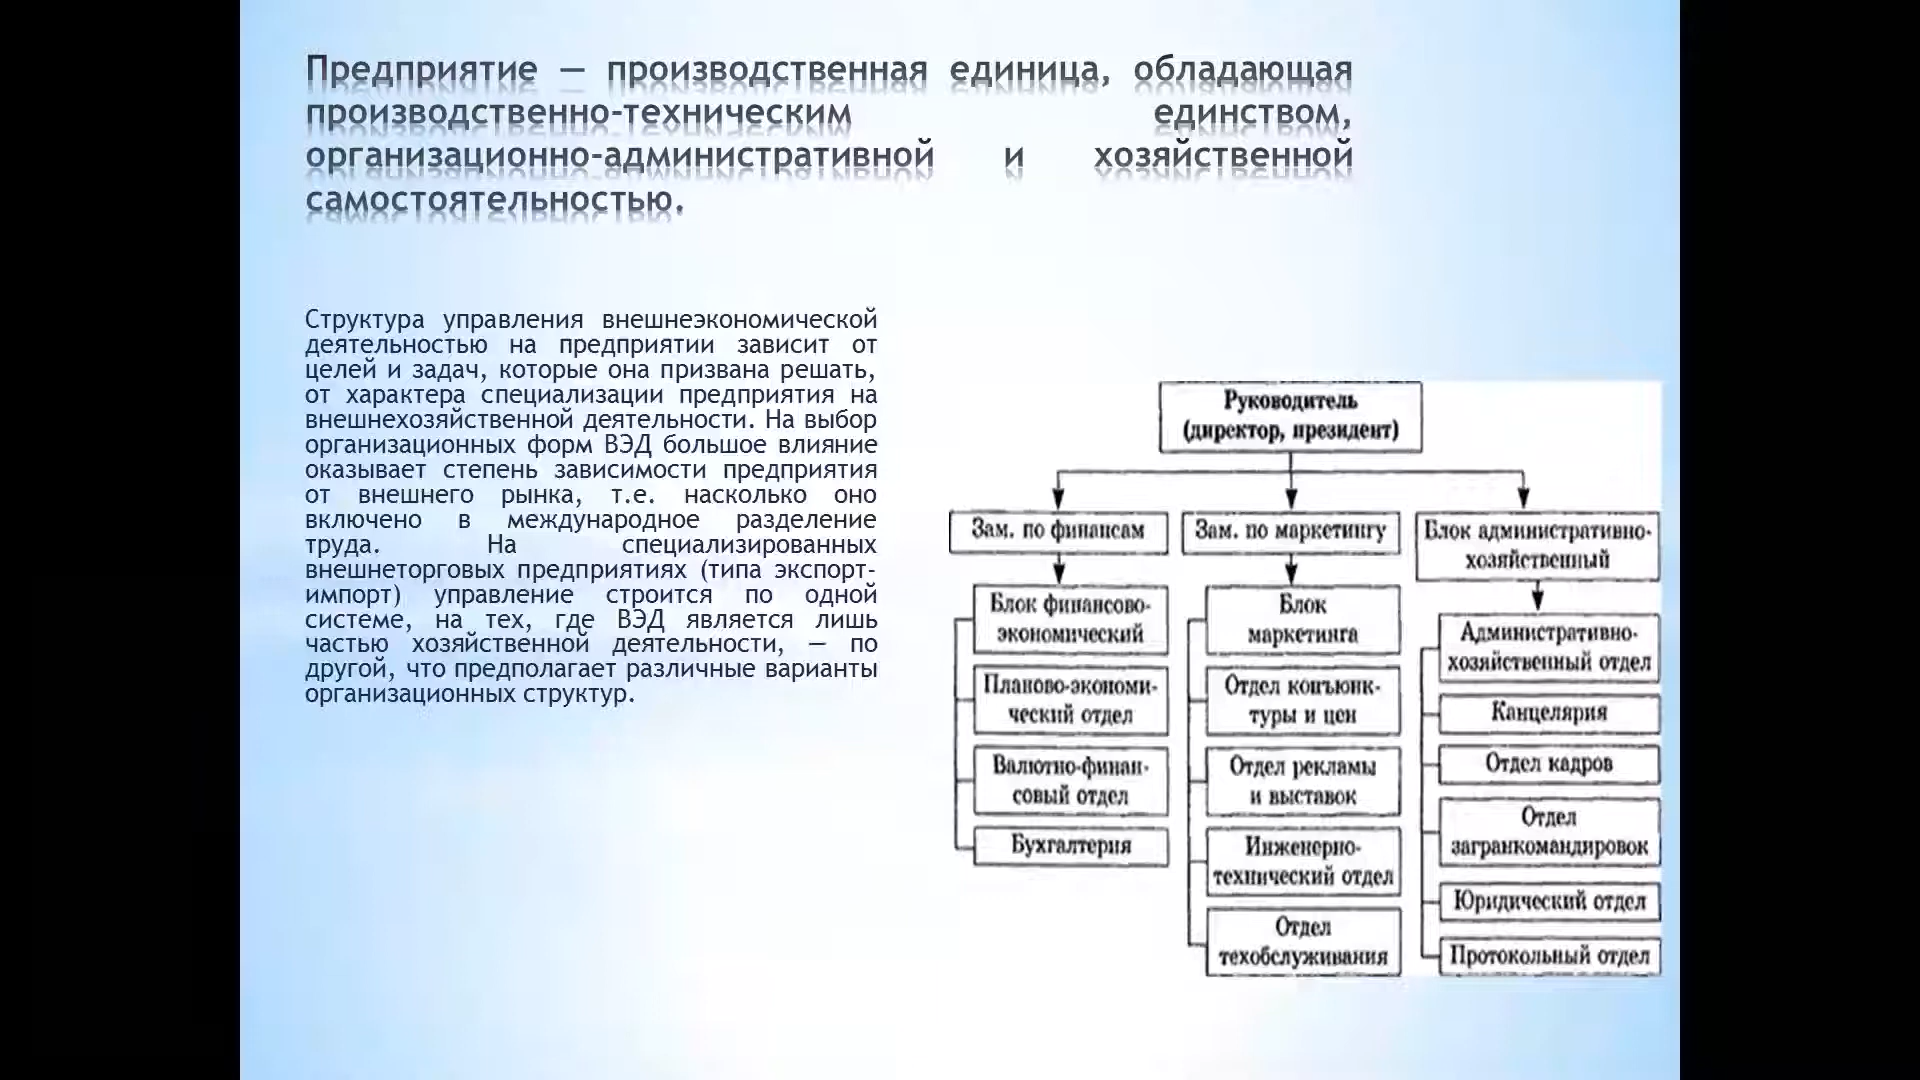 Предприятие — производственная единица, обладающая
производственно-техническим единством,
организационно-административной и хозяйственной
самостоятельностью.
Структура управления внешнеэкономической
деятельностью на предприятии зависит от
целей и задач, которые она призвана решать,
от характера специализации предприятия на
внешнехозяйственной деятельности. На выбор
организационных форм ВЭД большое влияние
оказывает степень зависимости предприятия
от внешнего рынка, т.е. насколько оно
включено в международное разделение
труда. На специализированных
внешнеторговых предприятиях (типа экспорт-
импорт) управление строится по одной
системе, на тех, где ВЭД является лишь
частью хозяйственной деятельности, — по
другой, что предполагает различные варианты
организационных структур.
Руководитель
(директор, президент)
Зам. по финансам
Блок финансово-
экономический
Планово-экономи-
ческий отдел
Валютно-финан-
совый отдел
Бухгалтерия
Зам. по маркетингу
Блок
маркетинга
Отдел конъюнк-
туры и цен
Отдел рекламы
и выставок
Инженерно-
технический отдел
Отдел
техобслуживания
Блок административно-
хозяйственный
Административно-
хозяйственный отдел
Канцелярия
Отдел кадров
Отдел
загранкомандировок
Юридический отдел
Протокольный отдел